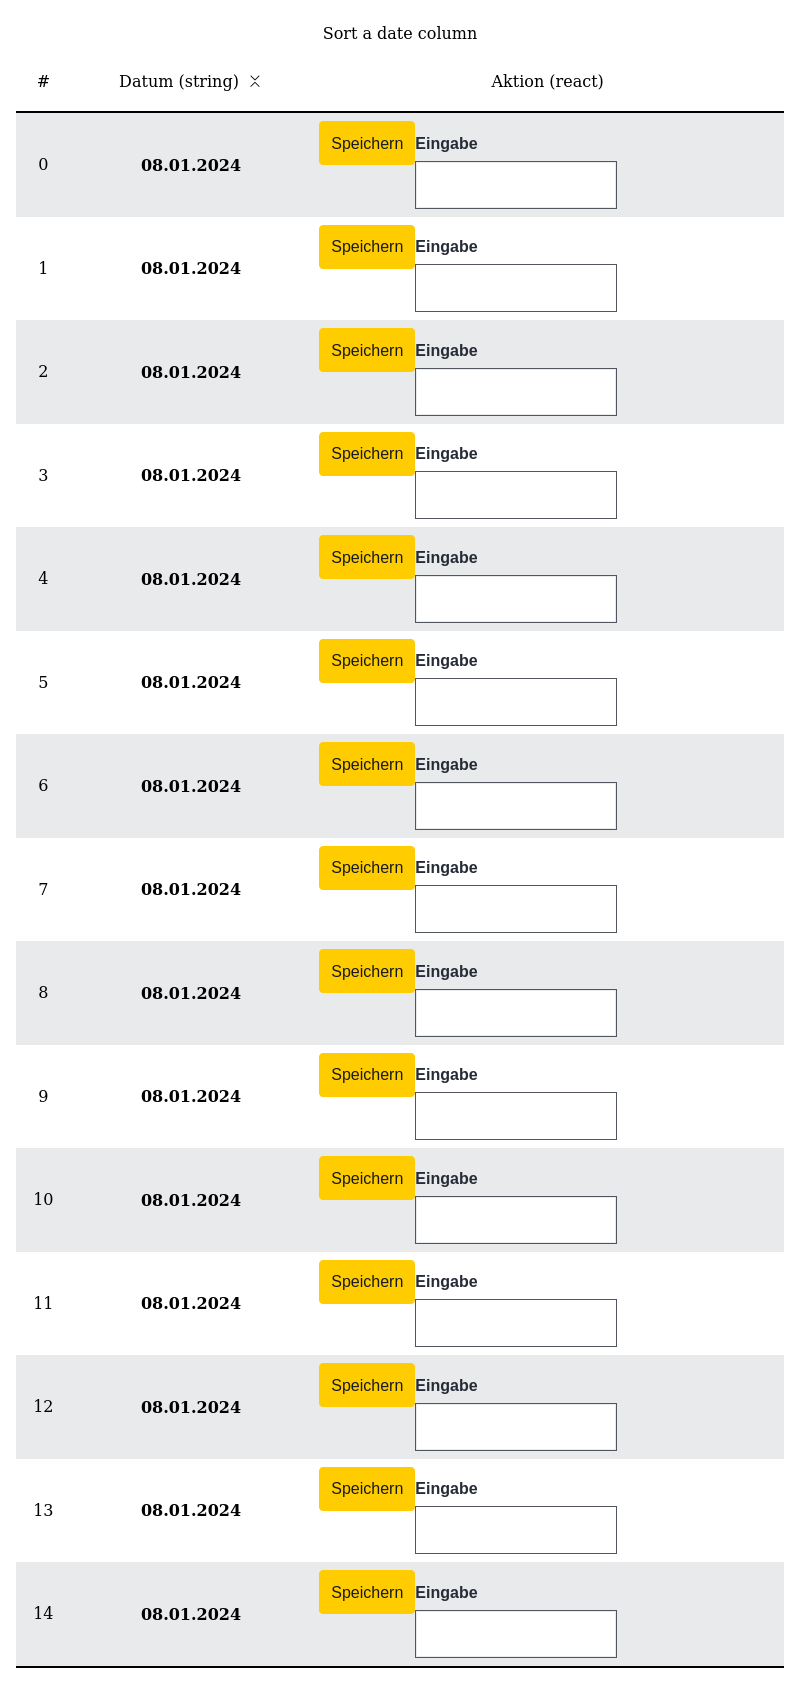 Sort a date column
# Datum (string) Aktion (react)
Speichern Eingabe
0 08.01.2024
Speichern Eingabe
1 08.01.2024
Speichern Eingabe
2 08.01.2024
Speichern Eingabe
3 08.01.2024
Speichern Eingabe
4 08.01.2024
Speichern Eingabe
5 08.01.2024
Speichern Eingabe
6 08.01.2024
Speichern Eingabe
7 08.01.2024
Speichern Eingabe
8 08.01.2024
Speichern Eingabe
9 08.01.2024
Speichern Eingabe
10 08.01.2024
Speichern Eingabe
11 08.01.2024
Speichern Eingabe
12 08.01.2024
Speichern Eingabe
13 08.01.2024
Speichern Eingabe
14 08.01.2024